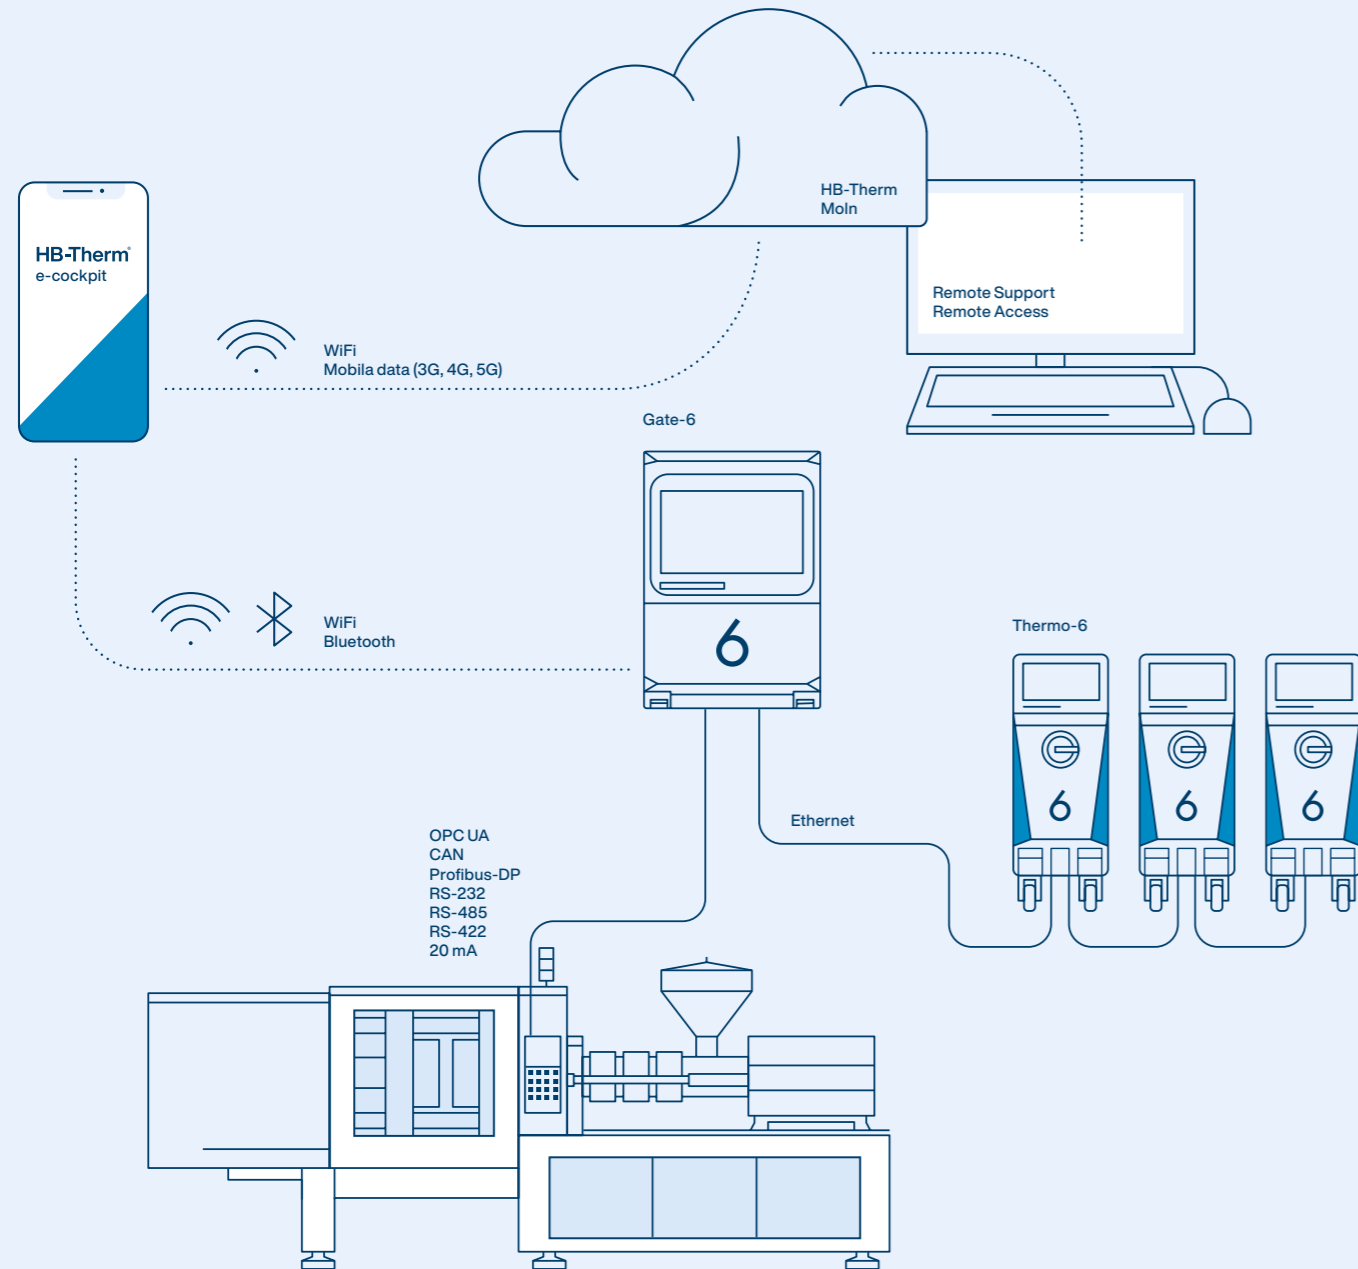 HB-Therm
Moln
HB-Therm®
e-cockpit
Remote Support
Remote Access
WiFi
Mobila data (3G, 4G, 5G)
Gate-6
6
WiFi
Bluetooth
Thermo-6
6
6
6
Ethernet
OPC UA
CAN
Profibus-DP
RS-232
RS-485
RS-422
20 mA